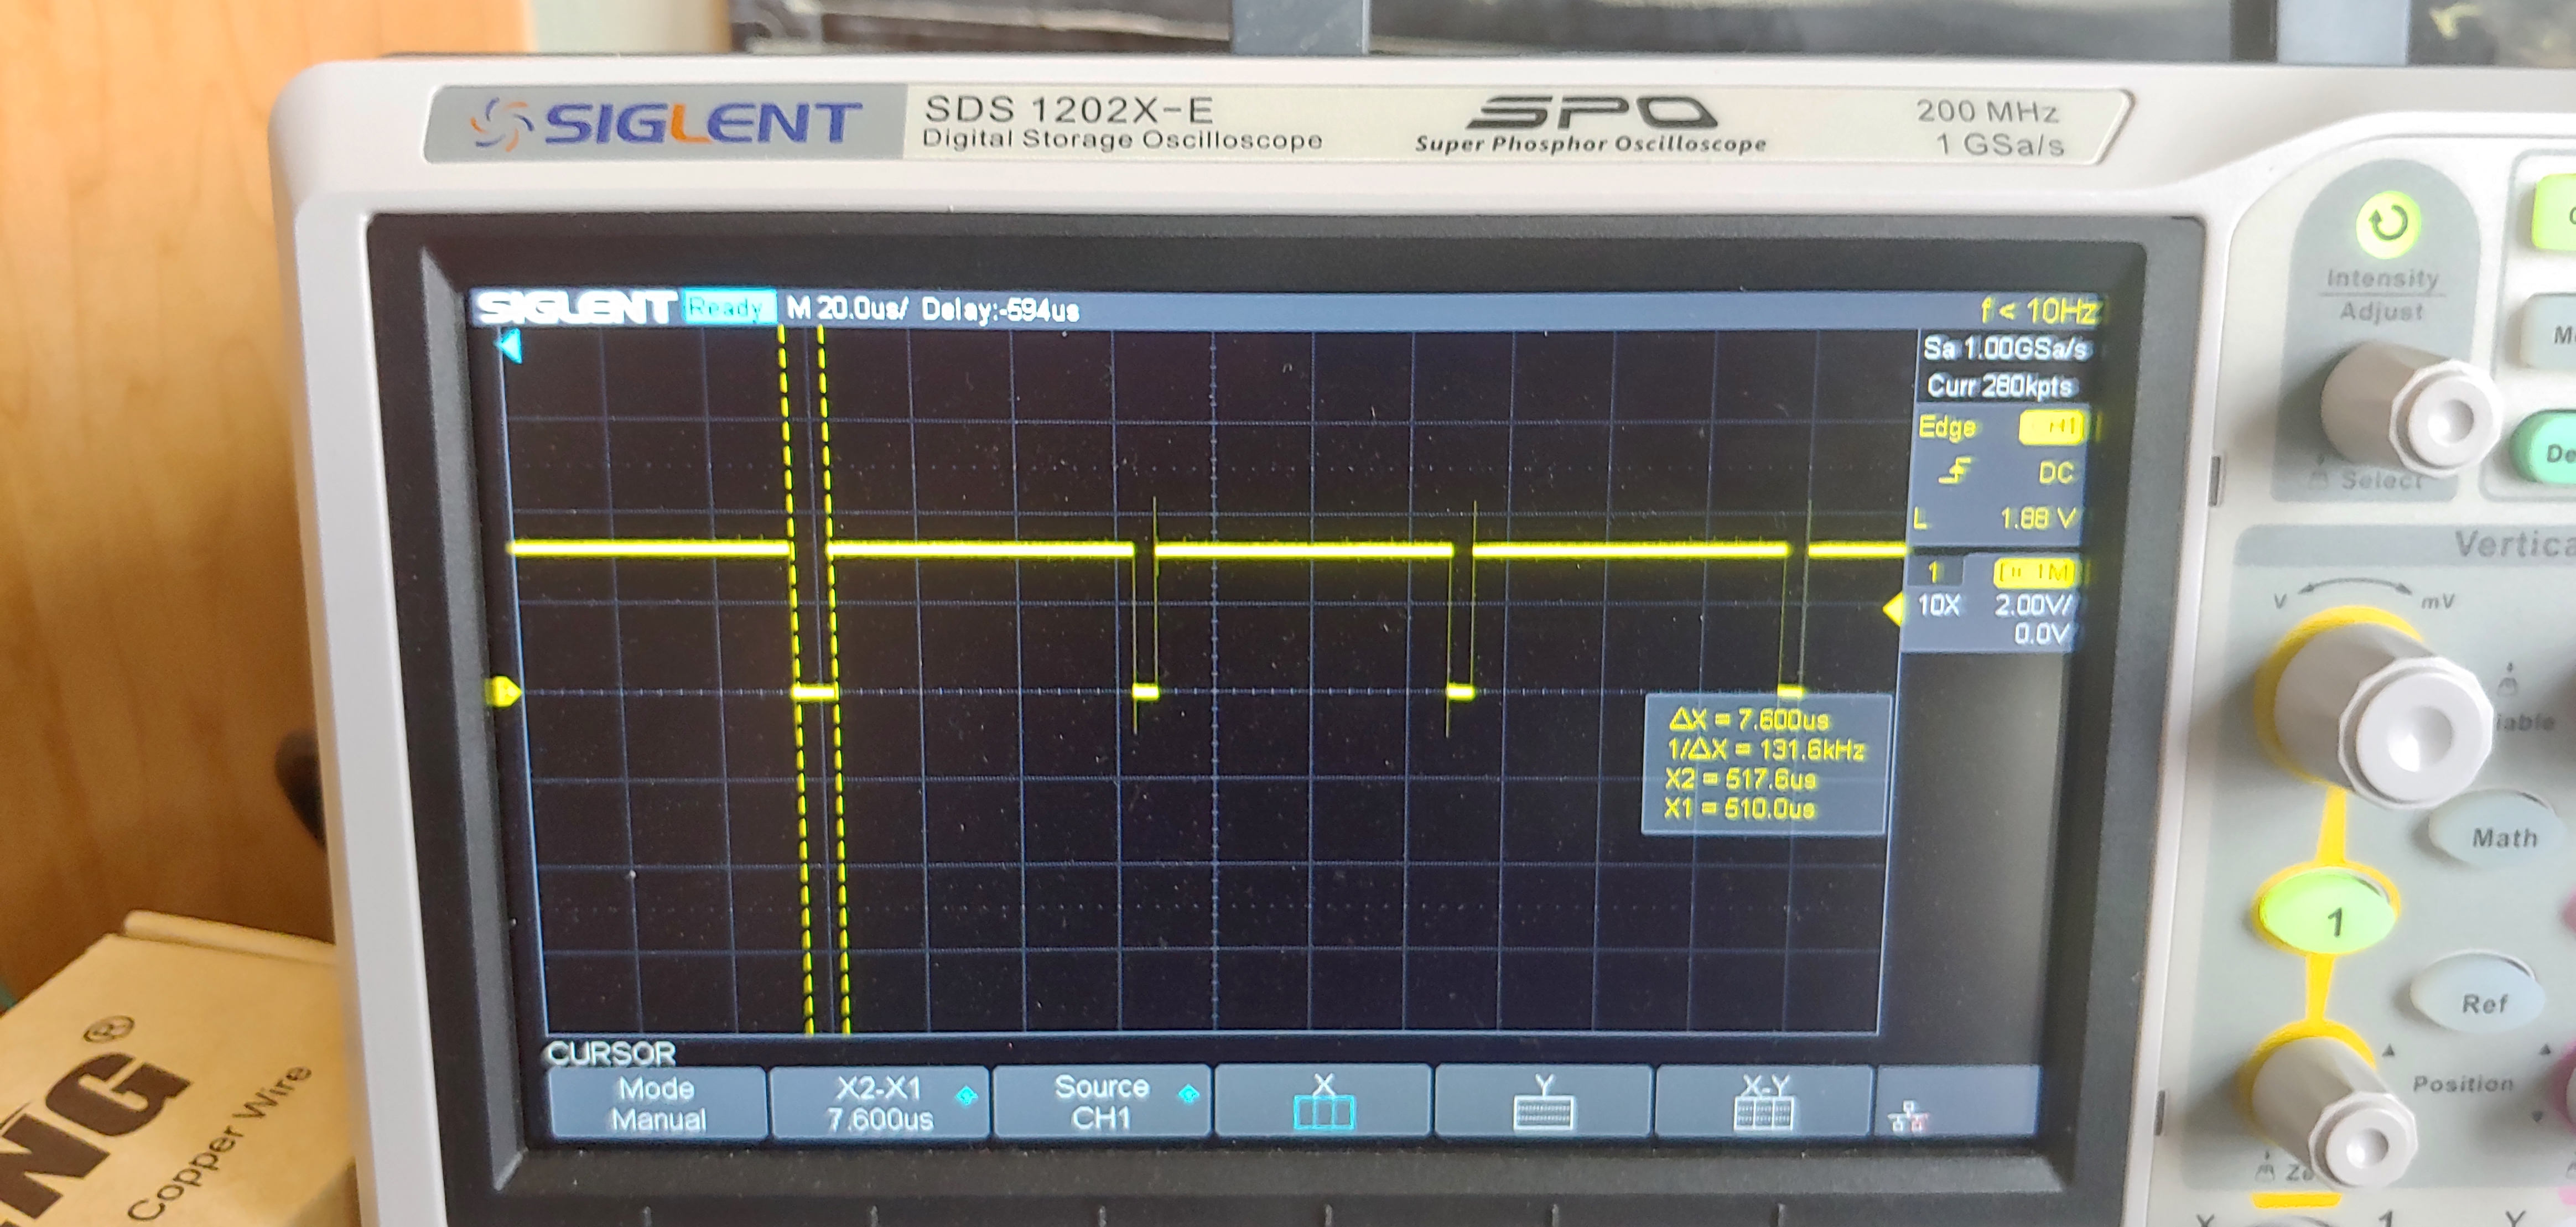 SIGLENT
SDS 1202X-E
Digital Storage Oscilloscope
SPO
Super Phosphor Oscilloscope
200 MHz
1 GSa/s
SIGLENT Ready M 20.0us/ Delay:-594us f < 10Hz
Sa 1.00GSa/s
Curr 280kpts
Edge
DC
L 1.88 V
1
10X 2.00V/
0.0V
ΔX = 7.600us
1/ΔX = 131.6kHz
X2 = 517.6us
X1 = 510.0us
CURSOR
Mode
Manual
X2-X1
7.600us
Source
CH1
X
Y
X-Y
Intensity
Adjust
Select
De
Vertica
V
mV
iable
Math
1
Ref
Position
NG®
Copper Wire